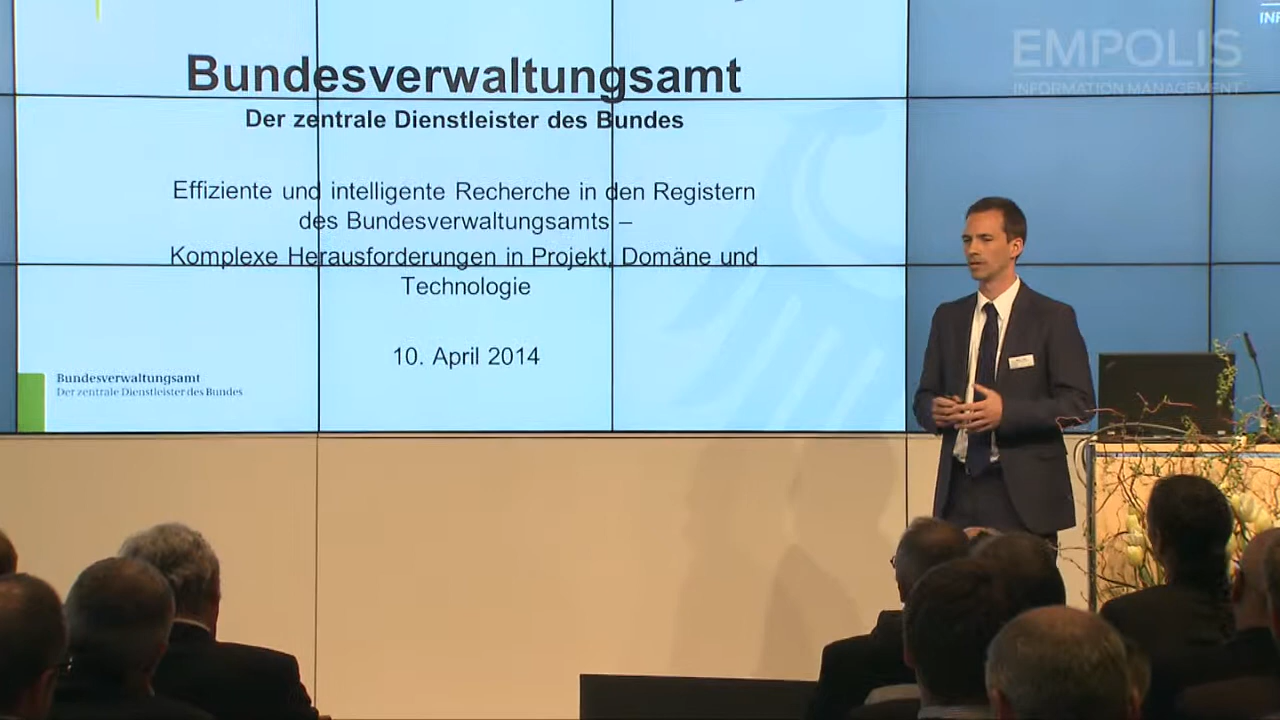 EMPOLIS
INFORMATION MANAGEMENT
Bundesverwaltungsamt
Der zentrale Dienstleister des Bundes
Effiziente und intelligente Recherche in den Registern
des Bundesverwaltungsamts –
Komplexe Herausforderungen in Projekt, Domäne und
Technologie
10. April 2014
Bundesverwaltungsamt
Der zentrale Dienstleister des Bundes